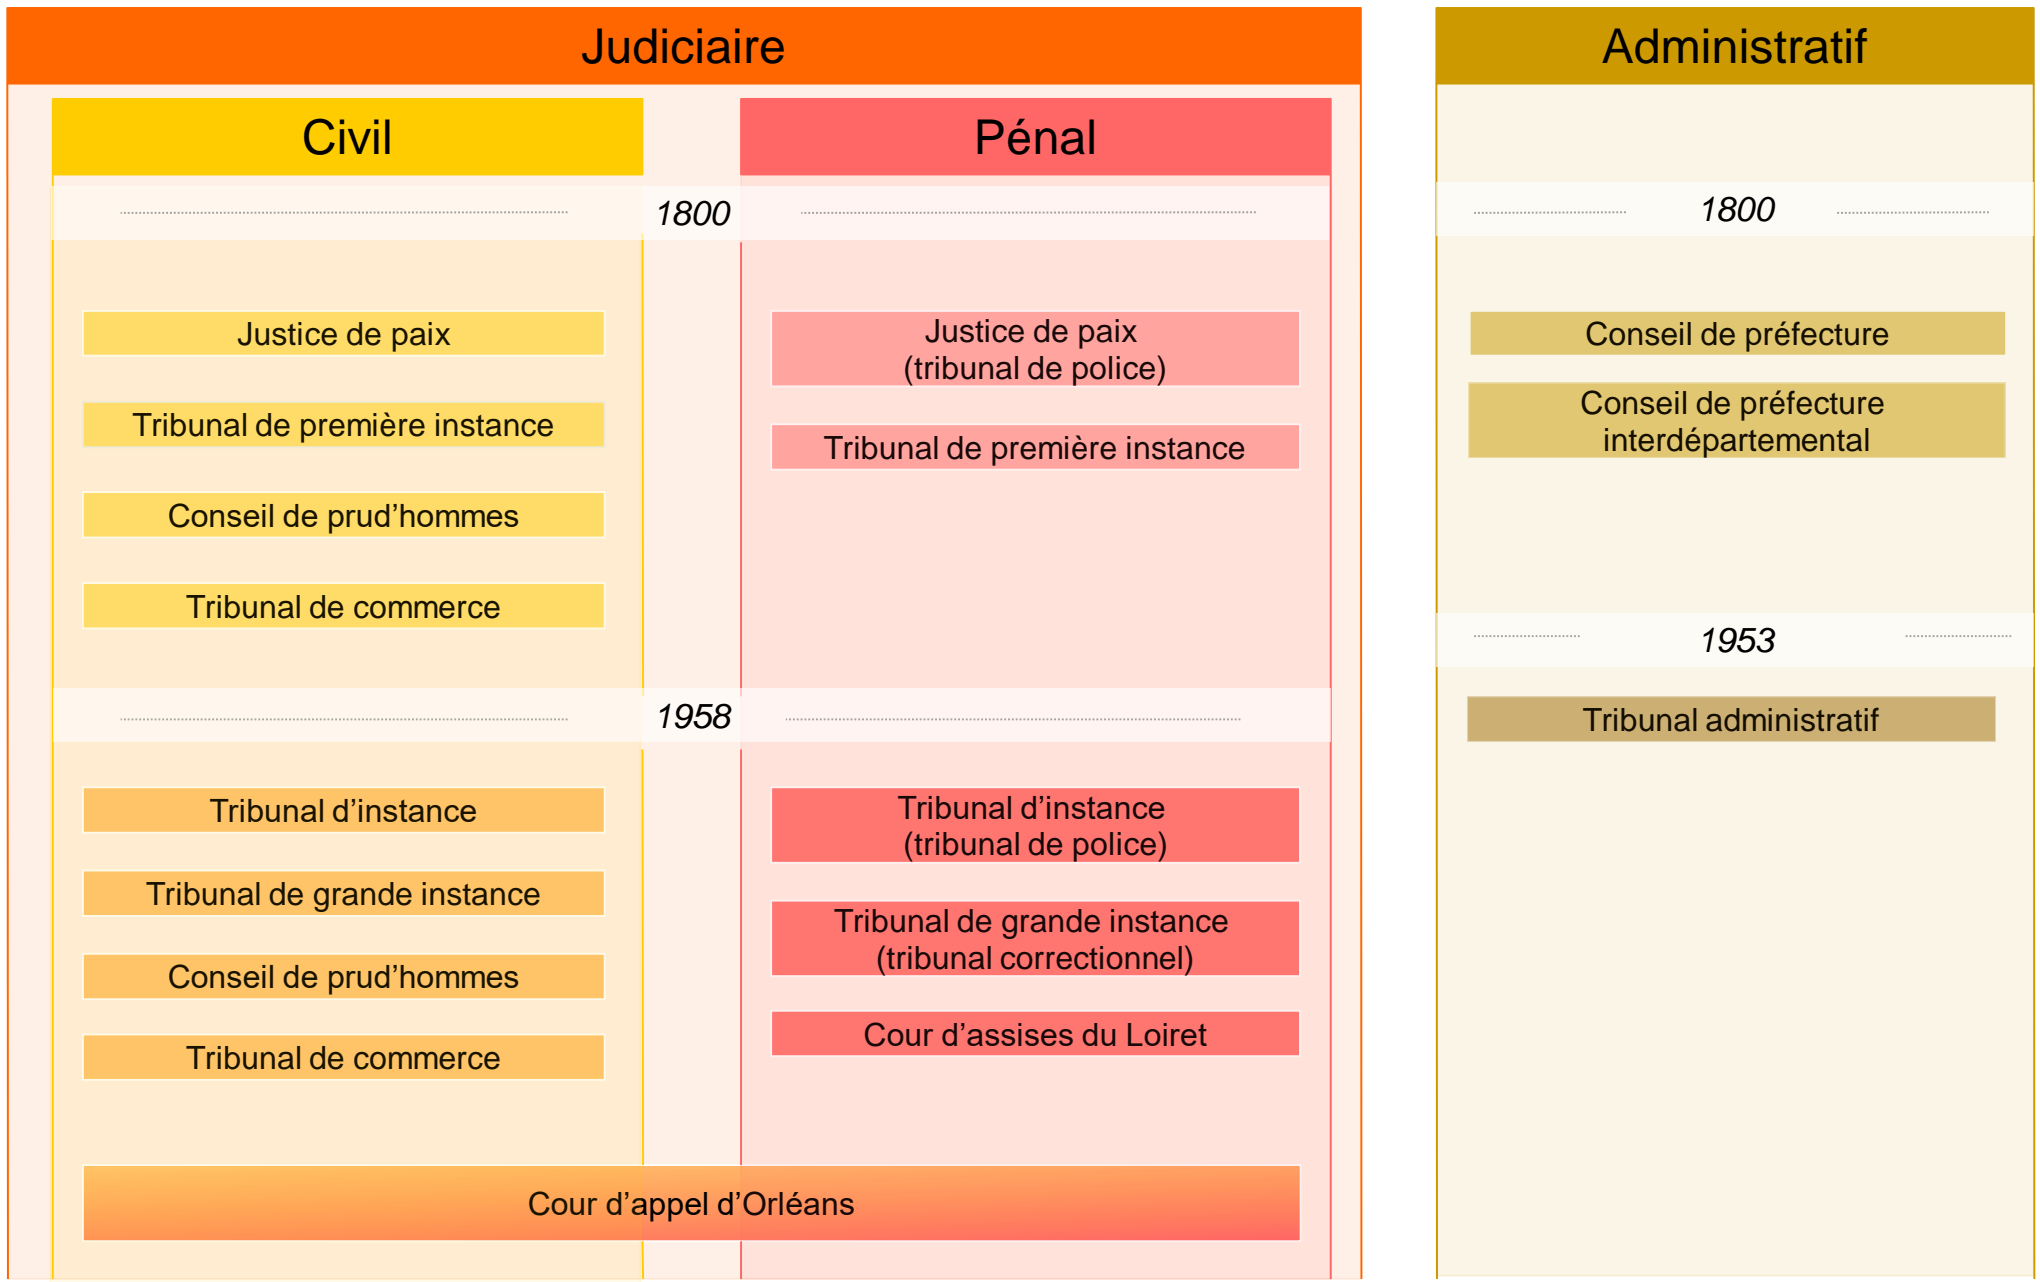 Judiciaire
Civil
Pénal
1800
Justice de paix
Tribunal de première instance
Conseil de prud’hommes
Tribunal de commerce
Justice de paix
(tribunal de police)
Tribunal de première instance
1958
Tribunal d’instance
Tribunal de grande instance
Conseil de prud’hommes
Tribunal de commerce
Tribunal d’instance
(tribunal de police)
Tribunal de grande instance
(tribunal correctionnel)
Cour d’assises du Loiret
Cour d’appel d’Orléans
Administratif
1800
Conseil de préfecture
Conseil de préfecture
interdépartemental
1953
Tribunal administratif